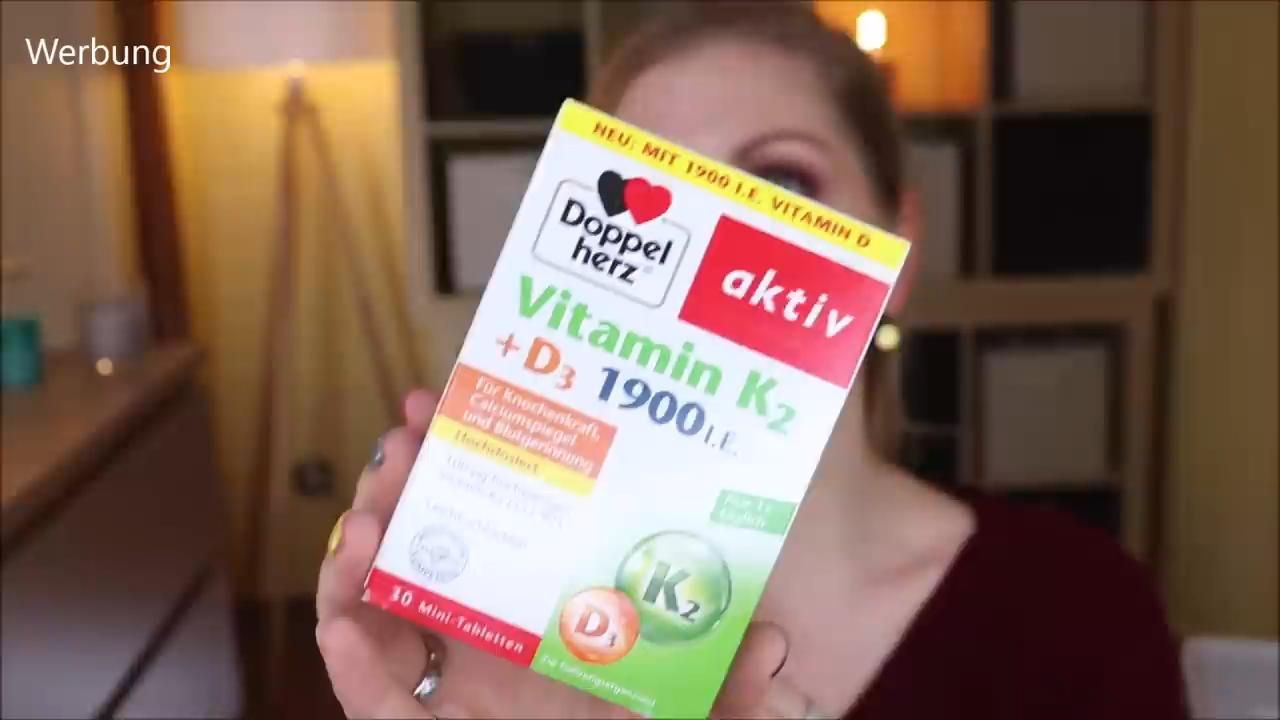 Werbung
NEU: MIT 1900 I.E. VITAMIN D
Doppel
herz®
aktiv
Vitamin K2
+ D3 1900 I.E.
Für Knochenkraft,
Calciumspiegel
und Blutgerinnung
Hochdosiert
K2
D3
30 Mini-Tabletten